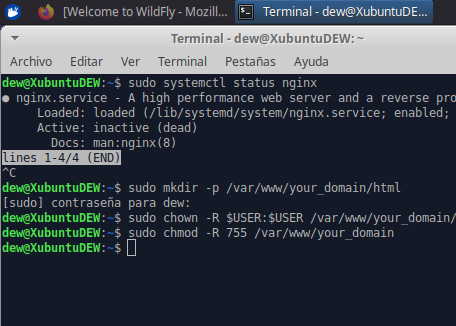 [Welcome to WildFly - Mozill...
Terminal - dew@XubuntuDE...
Terminal - dew@XubuntuDEW: ~
Archivo Editar Ver Terminal Pestañas Ayuda
dew@XubuntuDEW:~$ sudo systemctl status nginx
● nginx.service - A high performance web server and a reverse pro
Loaded: loaded (/lib/systemd/system/nginx.service; enabled;
Active: inactive (dead)
Docs: man:nginx(8)
lines 1-4/4 (END)
^C
dew@XubuntuDEW:~$ sudo mkdir -p /var/www/your_domain/html
[sudo] contraseña para dew:
dew@XubuntuDEW:~$ sudo chown -R $USER:$USER /var/www/your_domain/
dew@XubuntuDEW:~$ sudo chmod -R 755 /var/www/your_domain
dew@XubuntuDEW:~$